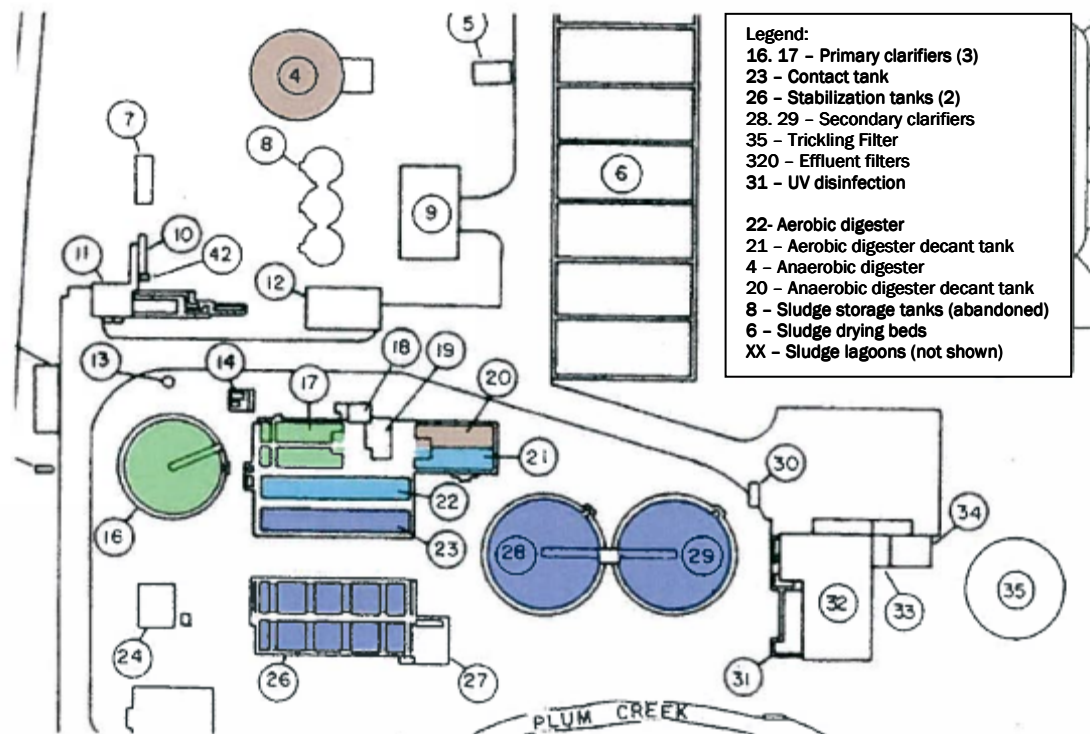 Legend:
16. 17 – Primary clarifiers (3)
23 – Contact tank
26 – Stabilization tanks (2)
28. 29 – Secondary clarifiers
35 – Trickling Filter
320 – Effluent filters
31 – UV disinfection
22- Aerobic digester
21 – Aerobic digester decant tank
4 – Anaerobic digester
20 – Anaerobic digester decant tank
8 – Sludge storage tanks (abandoned)
6 – Sludge drying beds
XX – Sludge lagoons (not shown)
5
4
7
8
6
9
10
11
42
12
13
14
17
18
19
20
21
16
22
23
30
34
28
29
32
33
35
24
26
27
31
PLUM CREEK